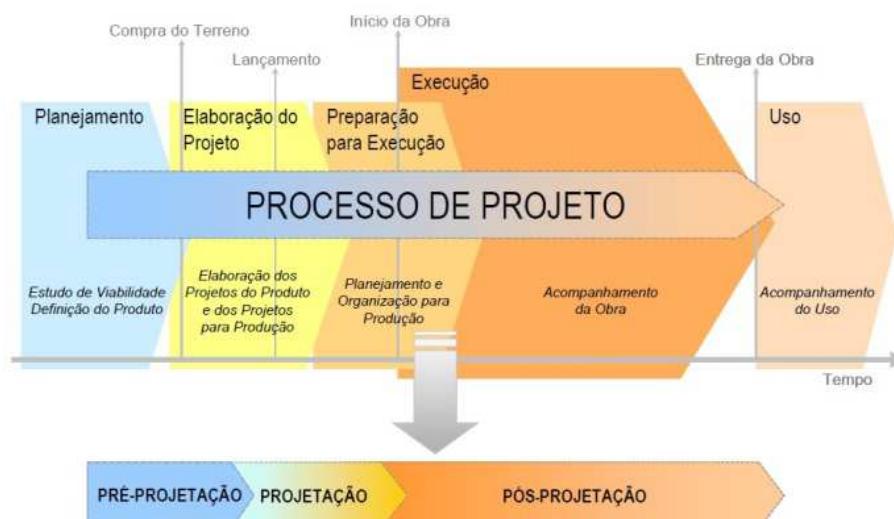 Compra do Terreno
Lançamento
Início da Obra
Entrega da Obra
Planejamento
Elaboração do
Projeto
Preparação
para Execução
Execução
Uso
PROCESSO DE PROJETO
Estudo de Viabilidade
Definição do Produto
Elaboração dos
Projetos do Produto
e dos Projetos
para Produção
Planejamento e
Organização para
Produção
Acompanhamento
da Obra
Acompanhamento
do Uso
Tempo
PRÉ-PROJETAÇÃO
PROJETAÇÃO
PÓS-PROJETAÇÃO